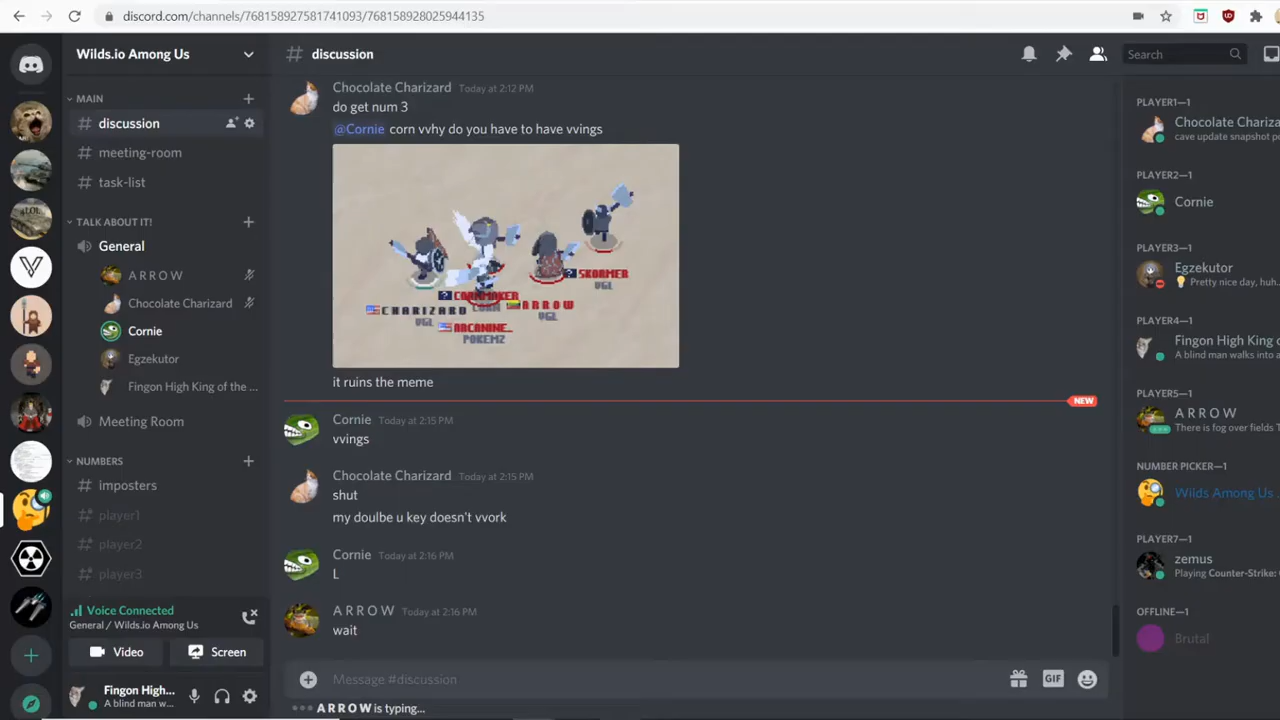 discord.com/channels/768158927581741093/768158928025944135
Wilds.io Among Us
discussion
Search
MAIN
discussion
meeting-room
task-list
TALK ABOUT IT!
General
A R R O W
Chocolate Charizard
Cornie
Egzekutor
Fingon High King of the ...
Meeting Room
NUMBERS
imposters
player1
player2
player3
Voice Connected
General / Wilds.io Among Us
Video
Screen
Fingon High...
A blind man w...
Chocolate Charizard Today at 2:12 PM
do get num 3
@Cornie corn vvhy do you have to have vvings
SKORMER
VGL
CORNMAKER
CORN
A R R O W
VGL
CHARIZARD
VGL
ARCANINE...
POKEMZ
it ruins the meme
NEW
Cornie Today at 2:15 PM
vvings
Chocolate Charizard Today at 2:15 PM
shut
my doulbe u key doesn't vvork
Cornie Today at 2:16 PM
L
A R R O W Today at 2:16 PM
wait
Message #discussion
GIF
A R R O W is typing...
PLAYER1—1
Chocolate Chariza
cave update snapshot p
PLAYER2—1
Cornie
PLAYER3—1
Egzekutor
Pretty nice day, huh.
PLAYER4—1
Fingon High King o
A blind man walks into a
PLAYER5—1
A R R O W
There is fog over fields T
NUMBER PICKER—1
Wilds Among Us
PLAYER7—1
zemus
Playing Counter-Strike:
OFFLINE—1
Brutal